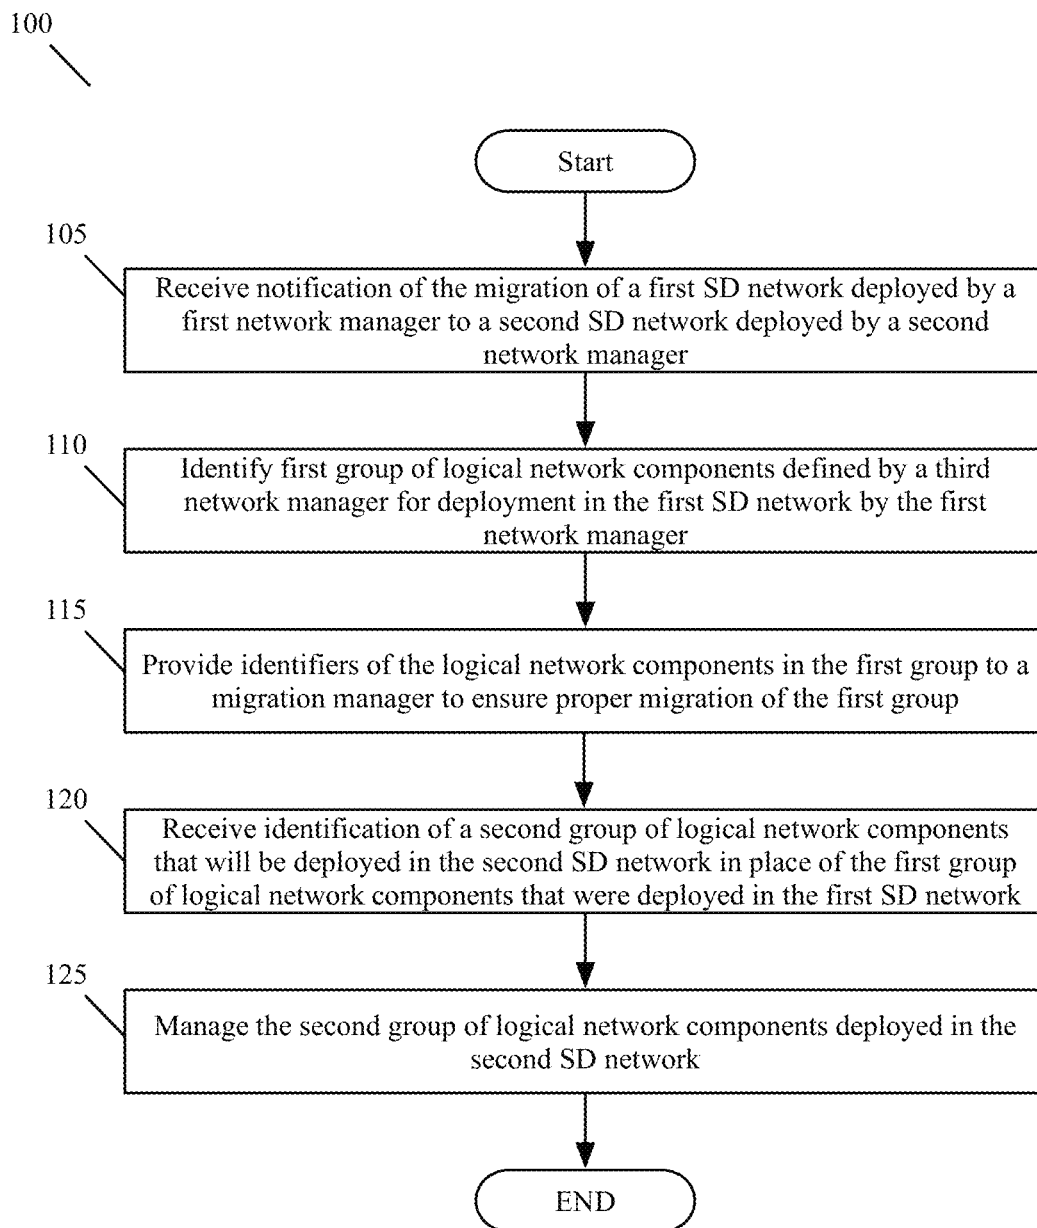 100
Start
105
Receive notification of the migration of a first SD network deployed by a
first network manager to a second SD network deployed by a second
network manager
110
Identify first group of logical network components defined by a third
network manager for deployment in the first SD network by the first
network manager
115
Provide identifiers of the logical network components in the first group to a
migration manager to ensure proper migration of the first group
120
Receive identification of a second group of logical network components
that will be deployed in the second SD network in place of the first group
of logical network components that were deployed in the first SD network
125
Manage the second group of logical network components deployed in the
second SD network
END